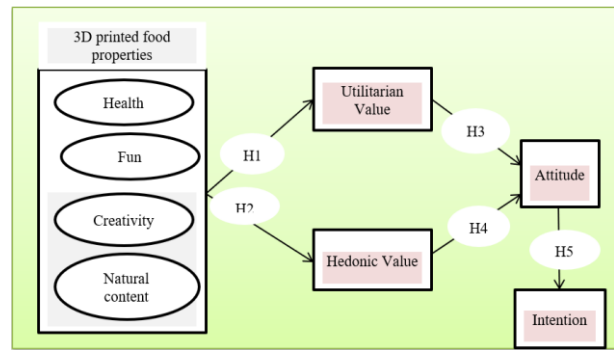 3D printed food
properties
Health
Fun
Creativity
Natural
content
H1
H2
Utilitarian
Value
Hedonic Value
H3
H4
Attitude
H5
Intention